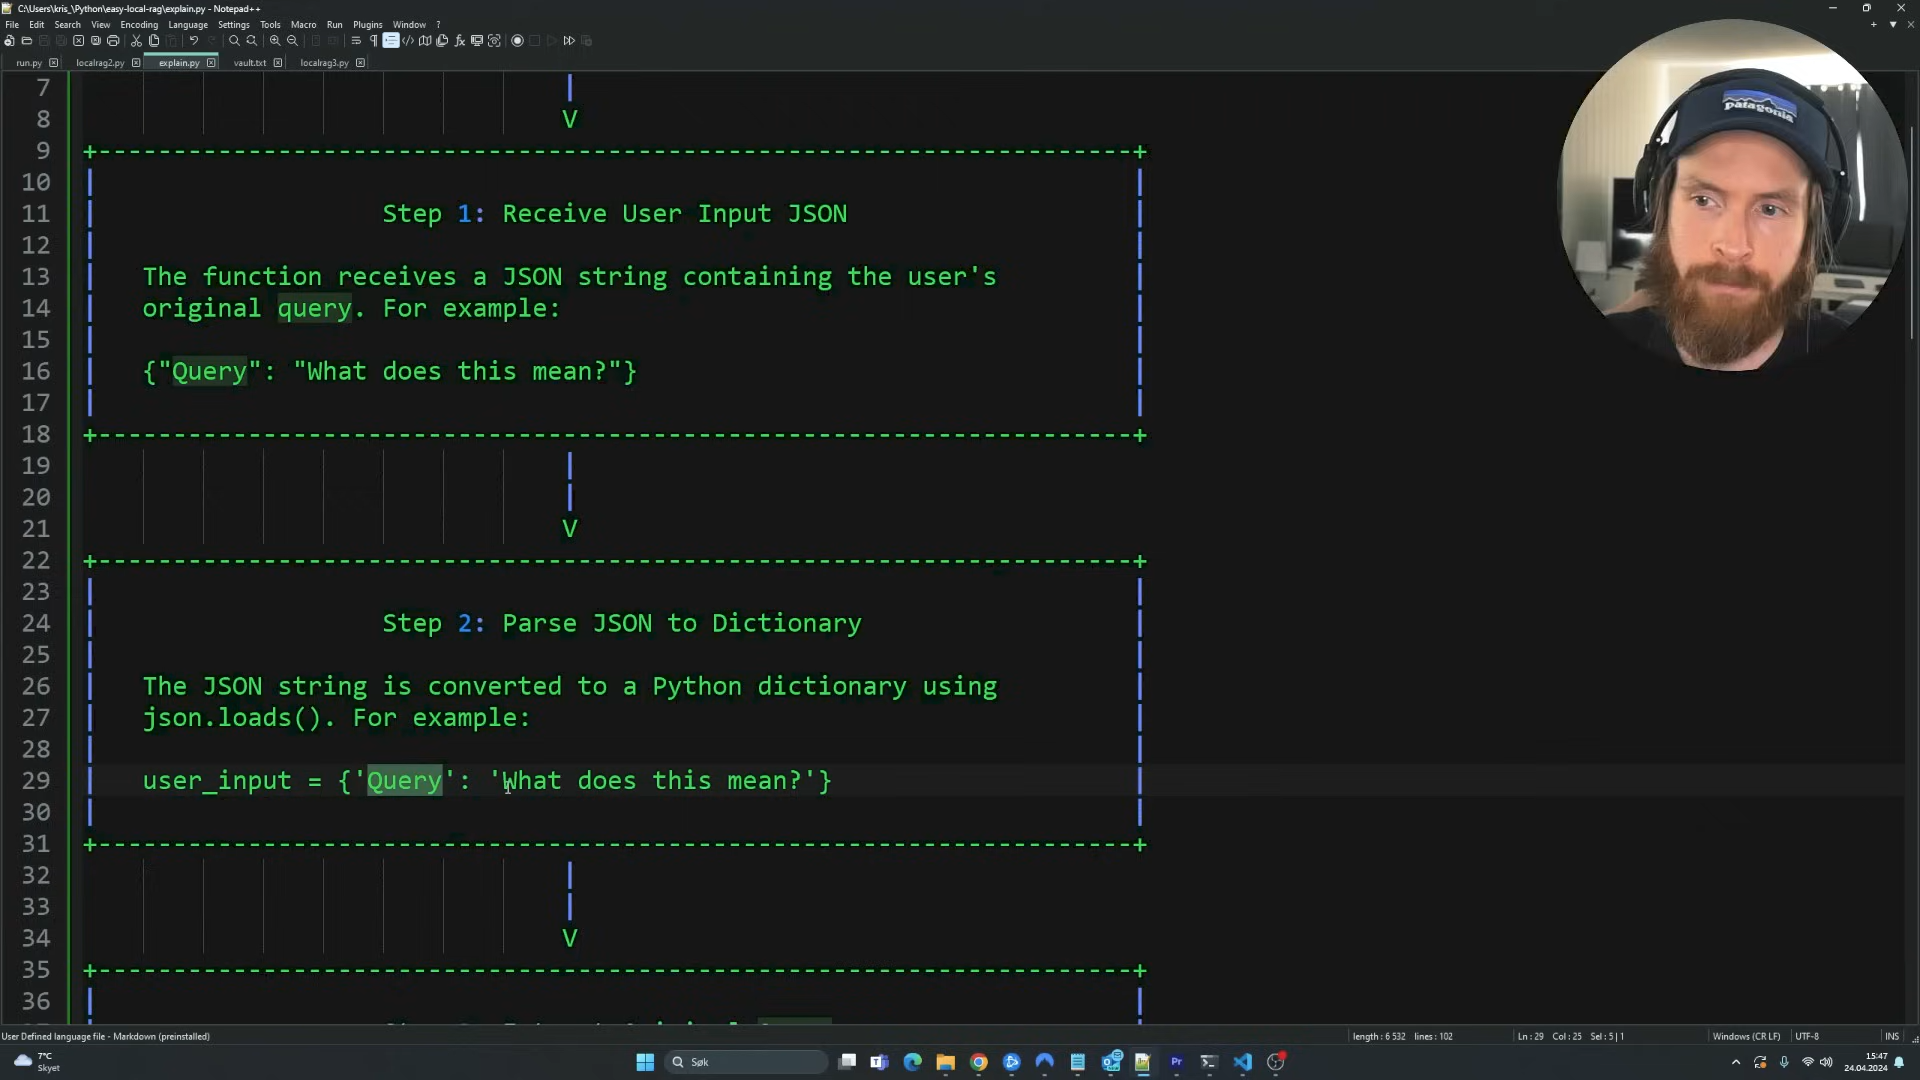 C:\Users\kris_\Python\easy-local-rag\explain.py - Notepad++
File Edit Search View Encoding Language Settings Tools Macro Run Plugins Window ?
run.py localrag2.py explain.py vault.txt localrag3.py
patagonia
7
8 V
9 +----------------------------------------------------------------------+
10
11 Step 1: Receive User Input JSON
12
13 The function receives a JSON string containing the user's
14 original query. For example:
15
16 {"Query": "What does this mean?"}
17
18 +----------------------------------------------------------------------+
19
20
21 V
22 +----------------------------------------------------------------------+
23
24 Step 2: Parse JSON to Dictionary
25
26 The JSON string is converted to a Python dictionary using
27 json.loads(). For example:
28
29 user_input = {'Query': 'What does this mean?'}
30
31 +----------------------------------------------------------------------+
32
33
34 V
35 +----------------------------------------------------------------------+
36
User Defined language file - Markdown (preinstalled) length : 6 532 lines : 102 Ln : 29 Col : 25 Sel : 5 | 1 Windows (CR LF) UTF-8 INS
7°C
Skyet
Søk
15:47
24.04.2024